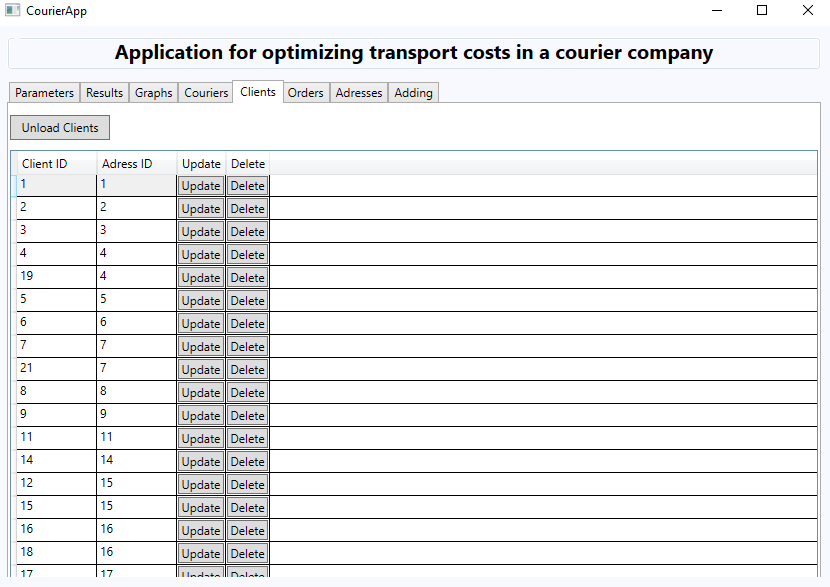 CourierApp
Application for optimizing transport costs in a courier company
Parameters Results Graphs Couriers Clients Orders Adresses Adding
Unload Clients
Client ID Adress ID Update Delete
1 1 Update Delete
2 2 Update Delete
3 3 Update Delete
4 4 Update Delete
19 4 Update Delete
5 5 Update Delete
6 6 Update Delete
7 7 Update Delete
21 7 Update Delete
8 8 Update Delete
9 9 Update Delete
11 11 Update Delete
14 14 Update Delete
12 15 Update Delete
15 15 Update Delete
16 16 Update Delete
18 16 Update Delete
17 17 Update Delete